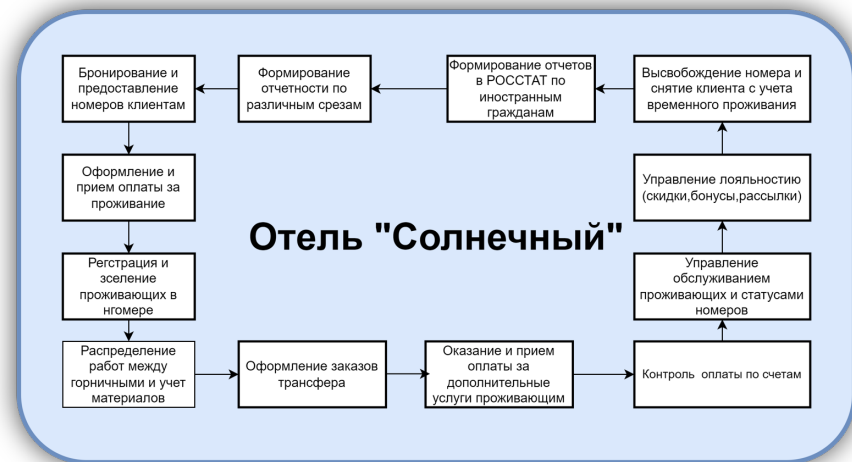 Бронирование и
предоставление
номеров клиентам
Формирование
отчетности по
различным срезам
Формирование отчетов
в РОССТАТ по
иностранным
гражданам
Высвобождение номера и
снятие клиента с учета
временного проживания
Оформление и
прием оплаты за
проживание
Управление лояльностию
(скидки,бонусы,рассылки)
Отель "Солнечный"
Регстрация и
зселение
проживающих в
нгомере
Управление
обслуживанием
проживающих и статусами
номеров
Распределение
работ между
горничными и учет
материалов
Оформление заказов
трансфера
Оказание и прием
оплаты за
дополнительные
услуги проживающим
Контроль оплаты по счетам